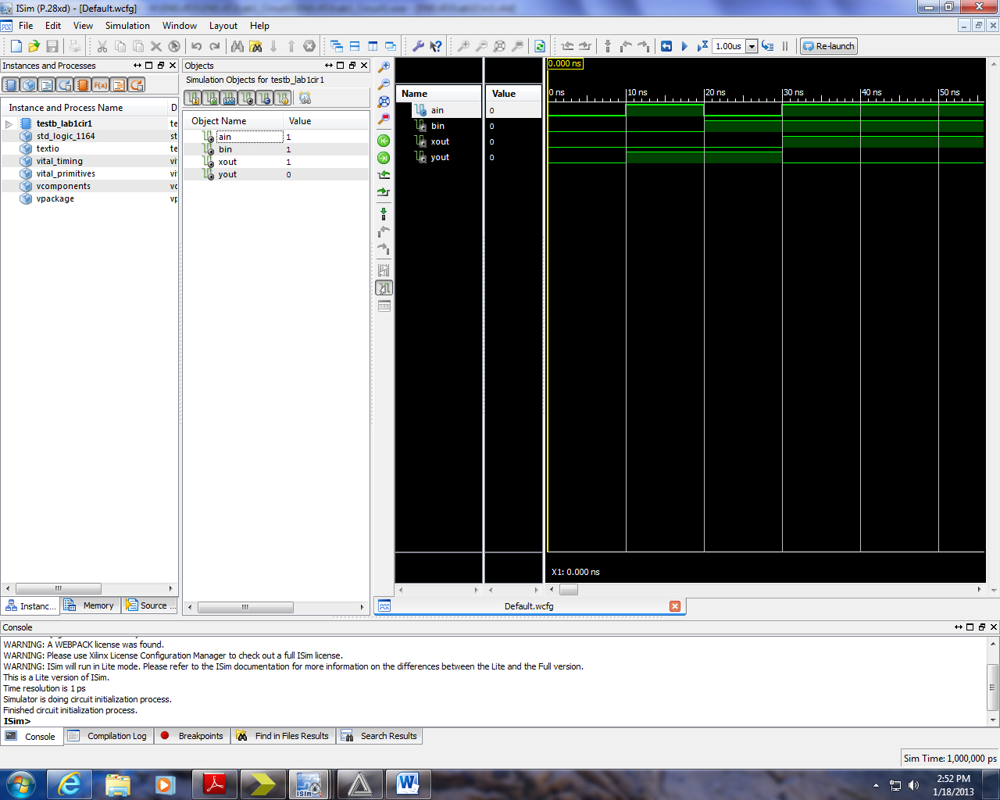 ISim (P.28xd) - [Default.wcfg]
File Edit View Simulation Window Layout Help
1.00us Re-launch
Instances and Processes
Instance and Process Name D
testb_lab1cir1 te
std_logic_1164 st
textio te
vital_timing vi
vital_primitives vi
vcomponents vc
vpackage vp
Instanc... Memory Source ...
Objects
Simulation Objects for testb_lab1cir1
Object Name Value
ain 1
bin 1
xout 1
yout 0
Name Value
ain 0
bin 0
xout 0
yout 0
0.000 ns
0 ns 10 ns 20 ns 30 ns 40 ns 50 ns
X1: 0.000 ns
Default.wcfg
Console
WARNING: A WEBPACK license was found.
WARNING: Please use Xilinx License Configuration Manager to check out a full ISim license.
WARNING: ISim will run in Lite mode. Please refer to the ISim documentation for more information on the differences between the Lite and the Full version.
This is a Lite version of ISim.
Time resolution is 1 ps
Simulator is doing circuit initialization process.
Finished circuit initialization process.
ISim>
Console Compilation Log Breakpoints Find in Files Results Search Results
Sim Time: 1,000,000 ps
2:52 PM
1/18/2013